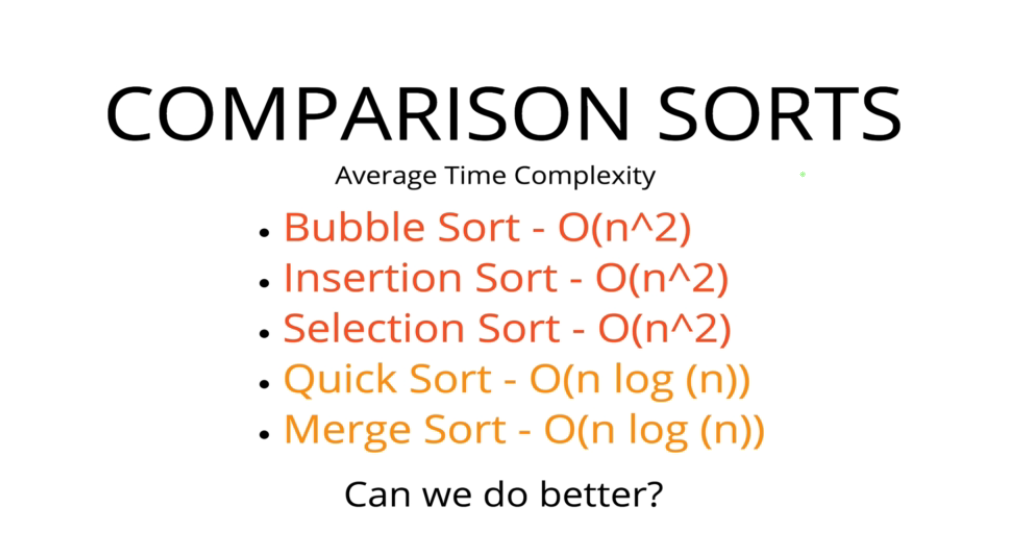 COMPARISON SORTS
Average Time Complexity
• Bubble Sort - O(n^2)
• Insertion Sort - O(n^2)
• Selection Sort - O(n^2)
• Quick Sort - O(n log (n))
• Merge Sort - O(n log (n))
Can we do better?